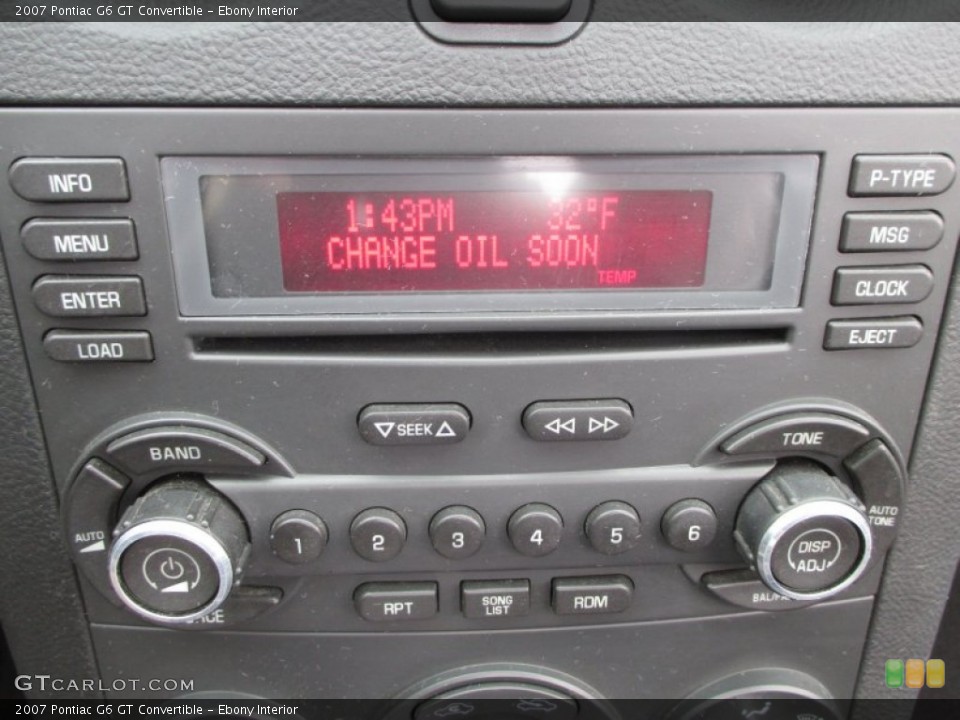 2007 Pontiac G6 GT Convertible – Ebony Interior
INFO
MENU
ENTER
LOAD
1:43PM 32°F
CHANGE OIL SOON
TEMP
P-TYPE
MSG
CLOCK
EJECT
SEEK
BAND
TONE
AUTO
AUTO
TONE
1
2
3
4
5
6
DISP
ADJ
RPT
SONG
LIST
RDM
GTCARLOT.COM
2007 Pontiac G6 GT Convertible – Ebony Interior